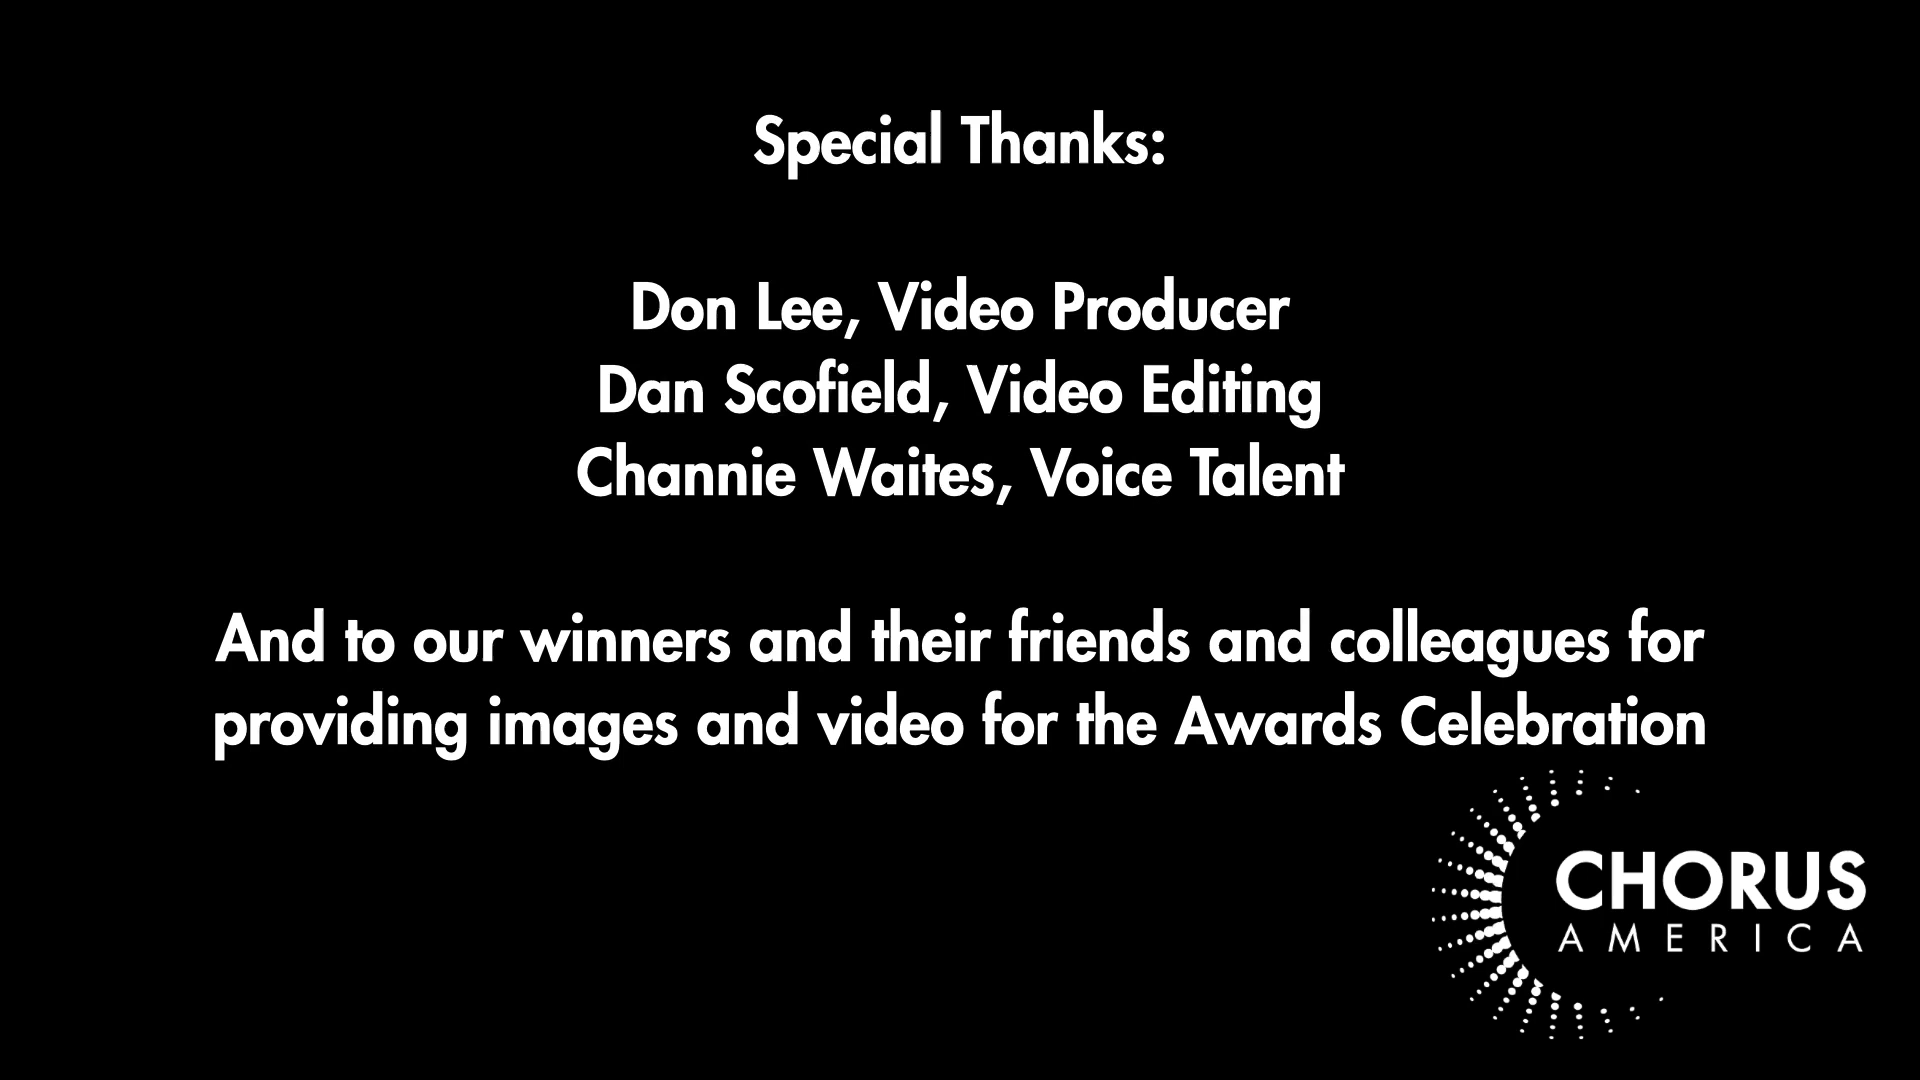 Special Thanks:
Don Lee, Video Producer
Dan Scofield, Video Editing
Channie Waites, Voice Talent
And to our winners and their friends and colleagues for
providing images and video for the Awards Celebration
CHORUS
AMERICA